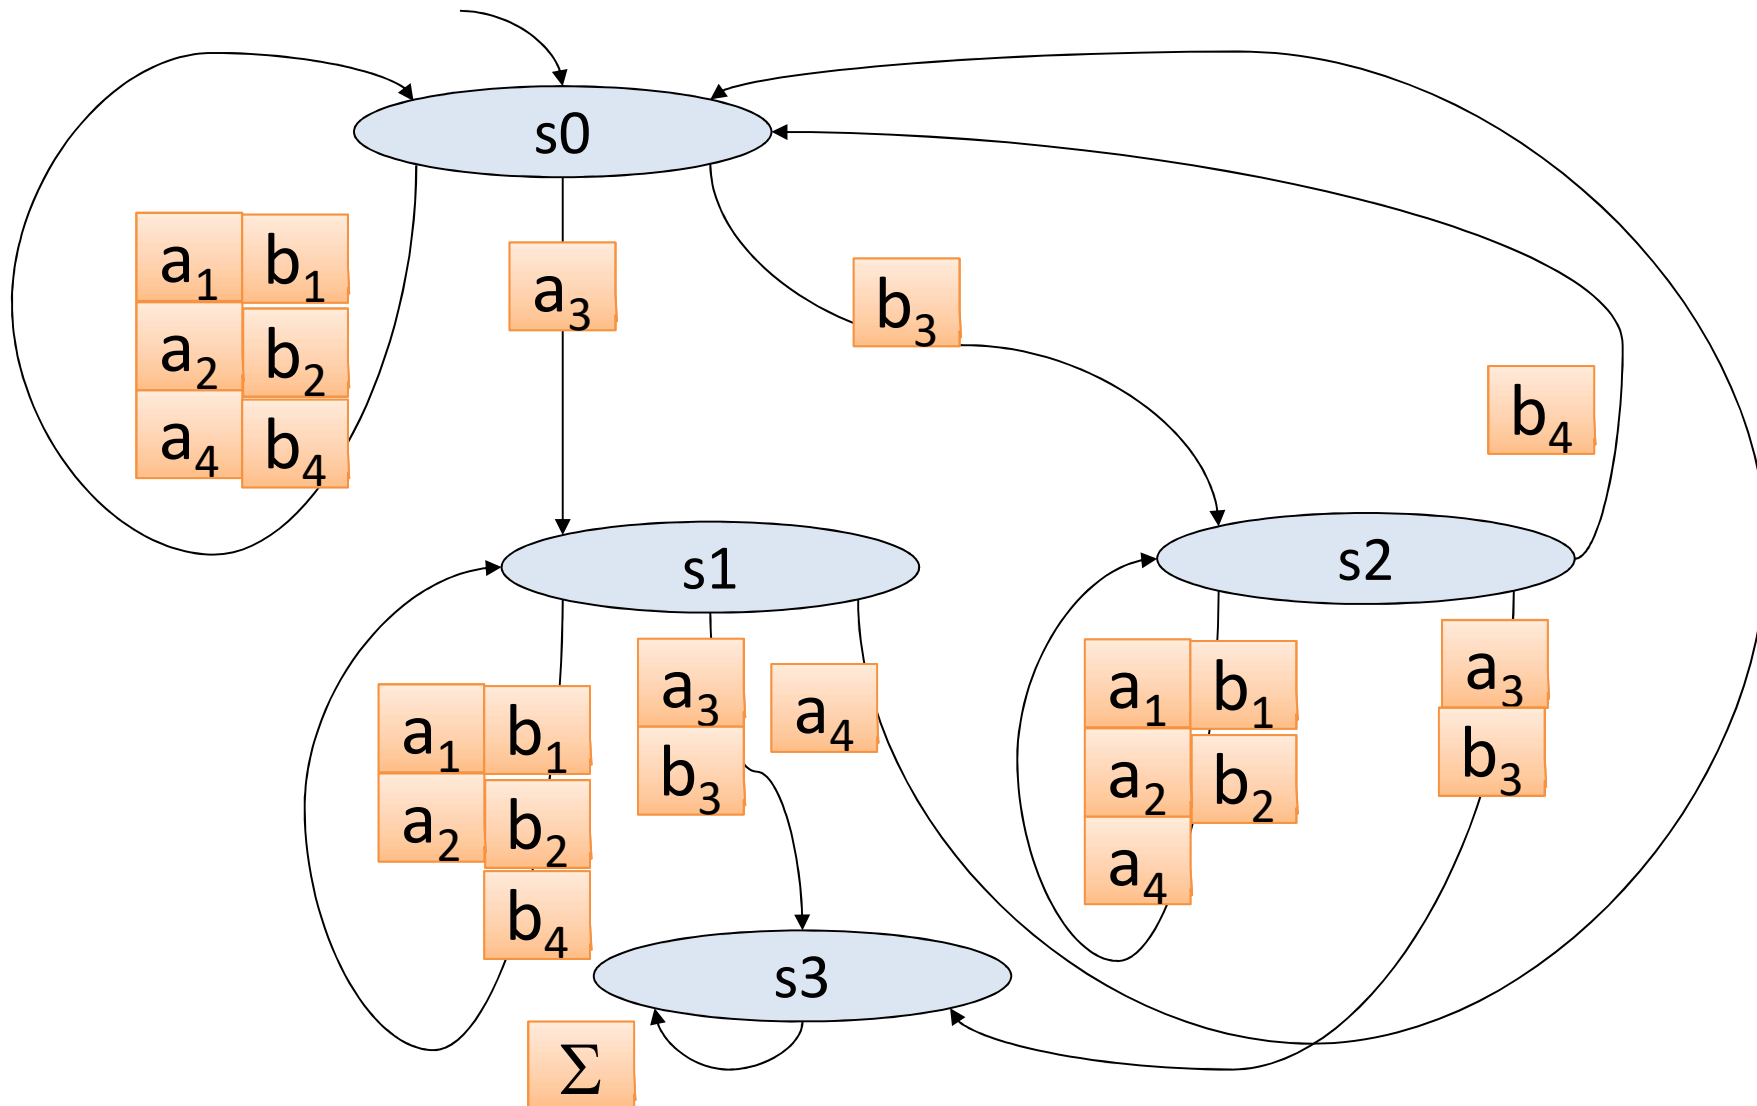 s0
a₁ b₁
a₂ b₂
a₄ b₄
a₃
b₃
b₄
s1
s2
a₁ b₁
a₂ b₂
b₄
a₃
b₃
a₄
a₁ b₁
a₂ b₂
a₄
a₃
b₃
s3
Σ